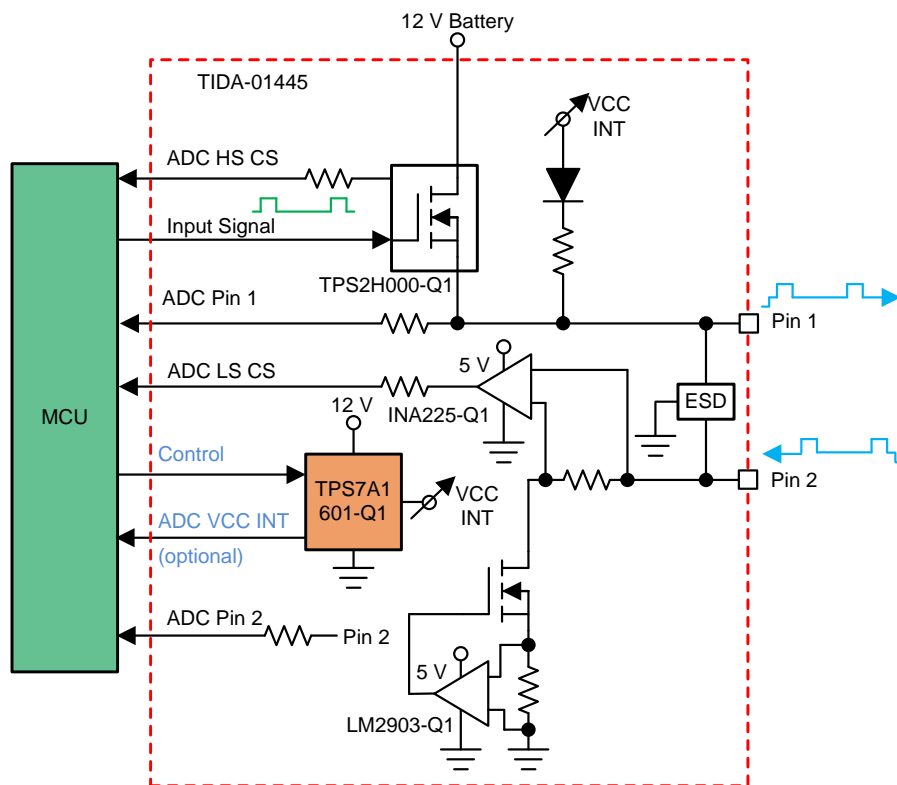 12 V Battery
TIDA-01445
VCC
INT
ADC HS CS
Input Signal
TPS2H000-Q1
ADC Pin 1
Pin 1
ADC LS CS
5 V
INA225-Q1
ESD
MCU
12 V
Control
TPS7A1
601-Q1
VCC
INT
Pin 2
ADC VCC INT
(optional)
ADC Pin 2
Pin 2
5 V
LM2903-Q1